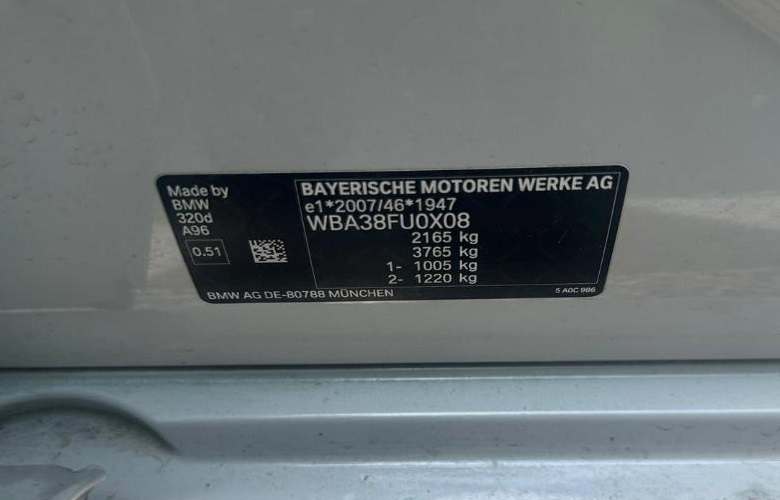 Made by
BMW
320d
A96
0.51
BAYERISCHE MOTOREN WERKE AG
e1*2007/46*1947
WBA38FU0X08
2165 kg
3765 kg
1- 1005 kg
2- 1220 kg
BMW AG DE-80788 MÜNCHEN
5 A0C 986